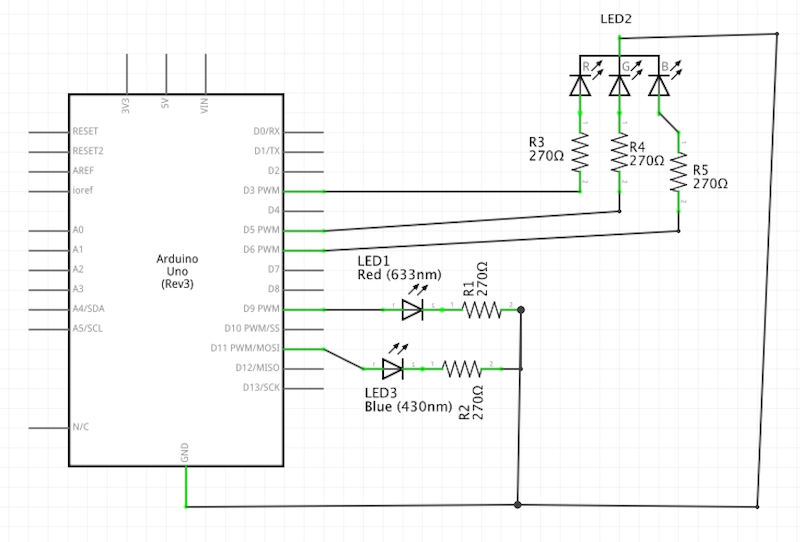 LED2
R
G
B
3V3
5V
VIN
RESET
RESET2
AREF
ioref
A0
A1
A2
A3
A4/SDA
A5/SCL
N/C
Arduino
Uno
(Rev3)
D0/RX
D1/TX
D2
D3 PWM
D4
D5 PWM
D6 PWM
D7
D8
D9 PWM
D10 PWM/SS
D11 PWM/MOSI
D12/MISO
D13/SCK
GND
R3
270Ω
R4
270Ω
R5
270Ω
LED1
Red (633nm)
R1
270Ω
LED3
Blue (430nm)
R2
270Ω